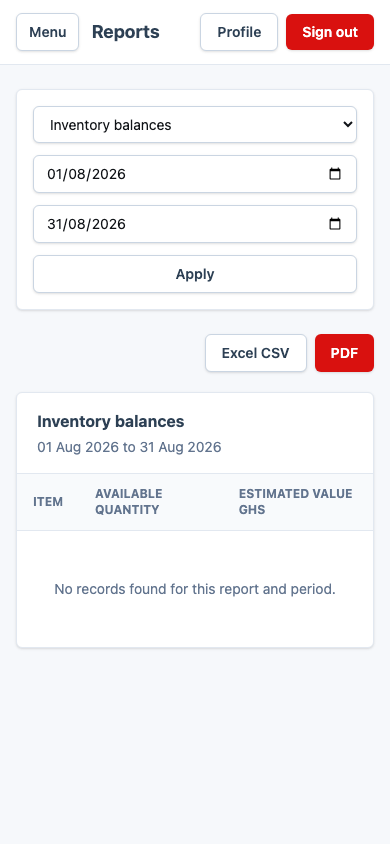 Menu
Reports
Profile
Sign out
Inventory balances
01/08/2026
31/08/2026
Apply
Excel CSV
PDF
Inventory balances
01 Aug 2026 to 31 Aug 2026
ITEM
AVAILABLE
QUANTITY
ESTIMATED VALUE
GHS
No records found for this report and period.